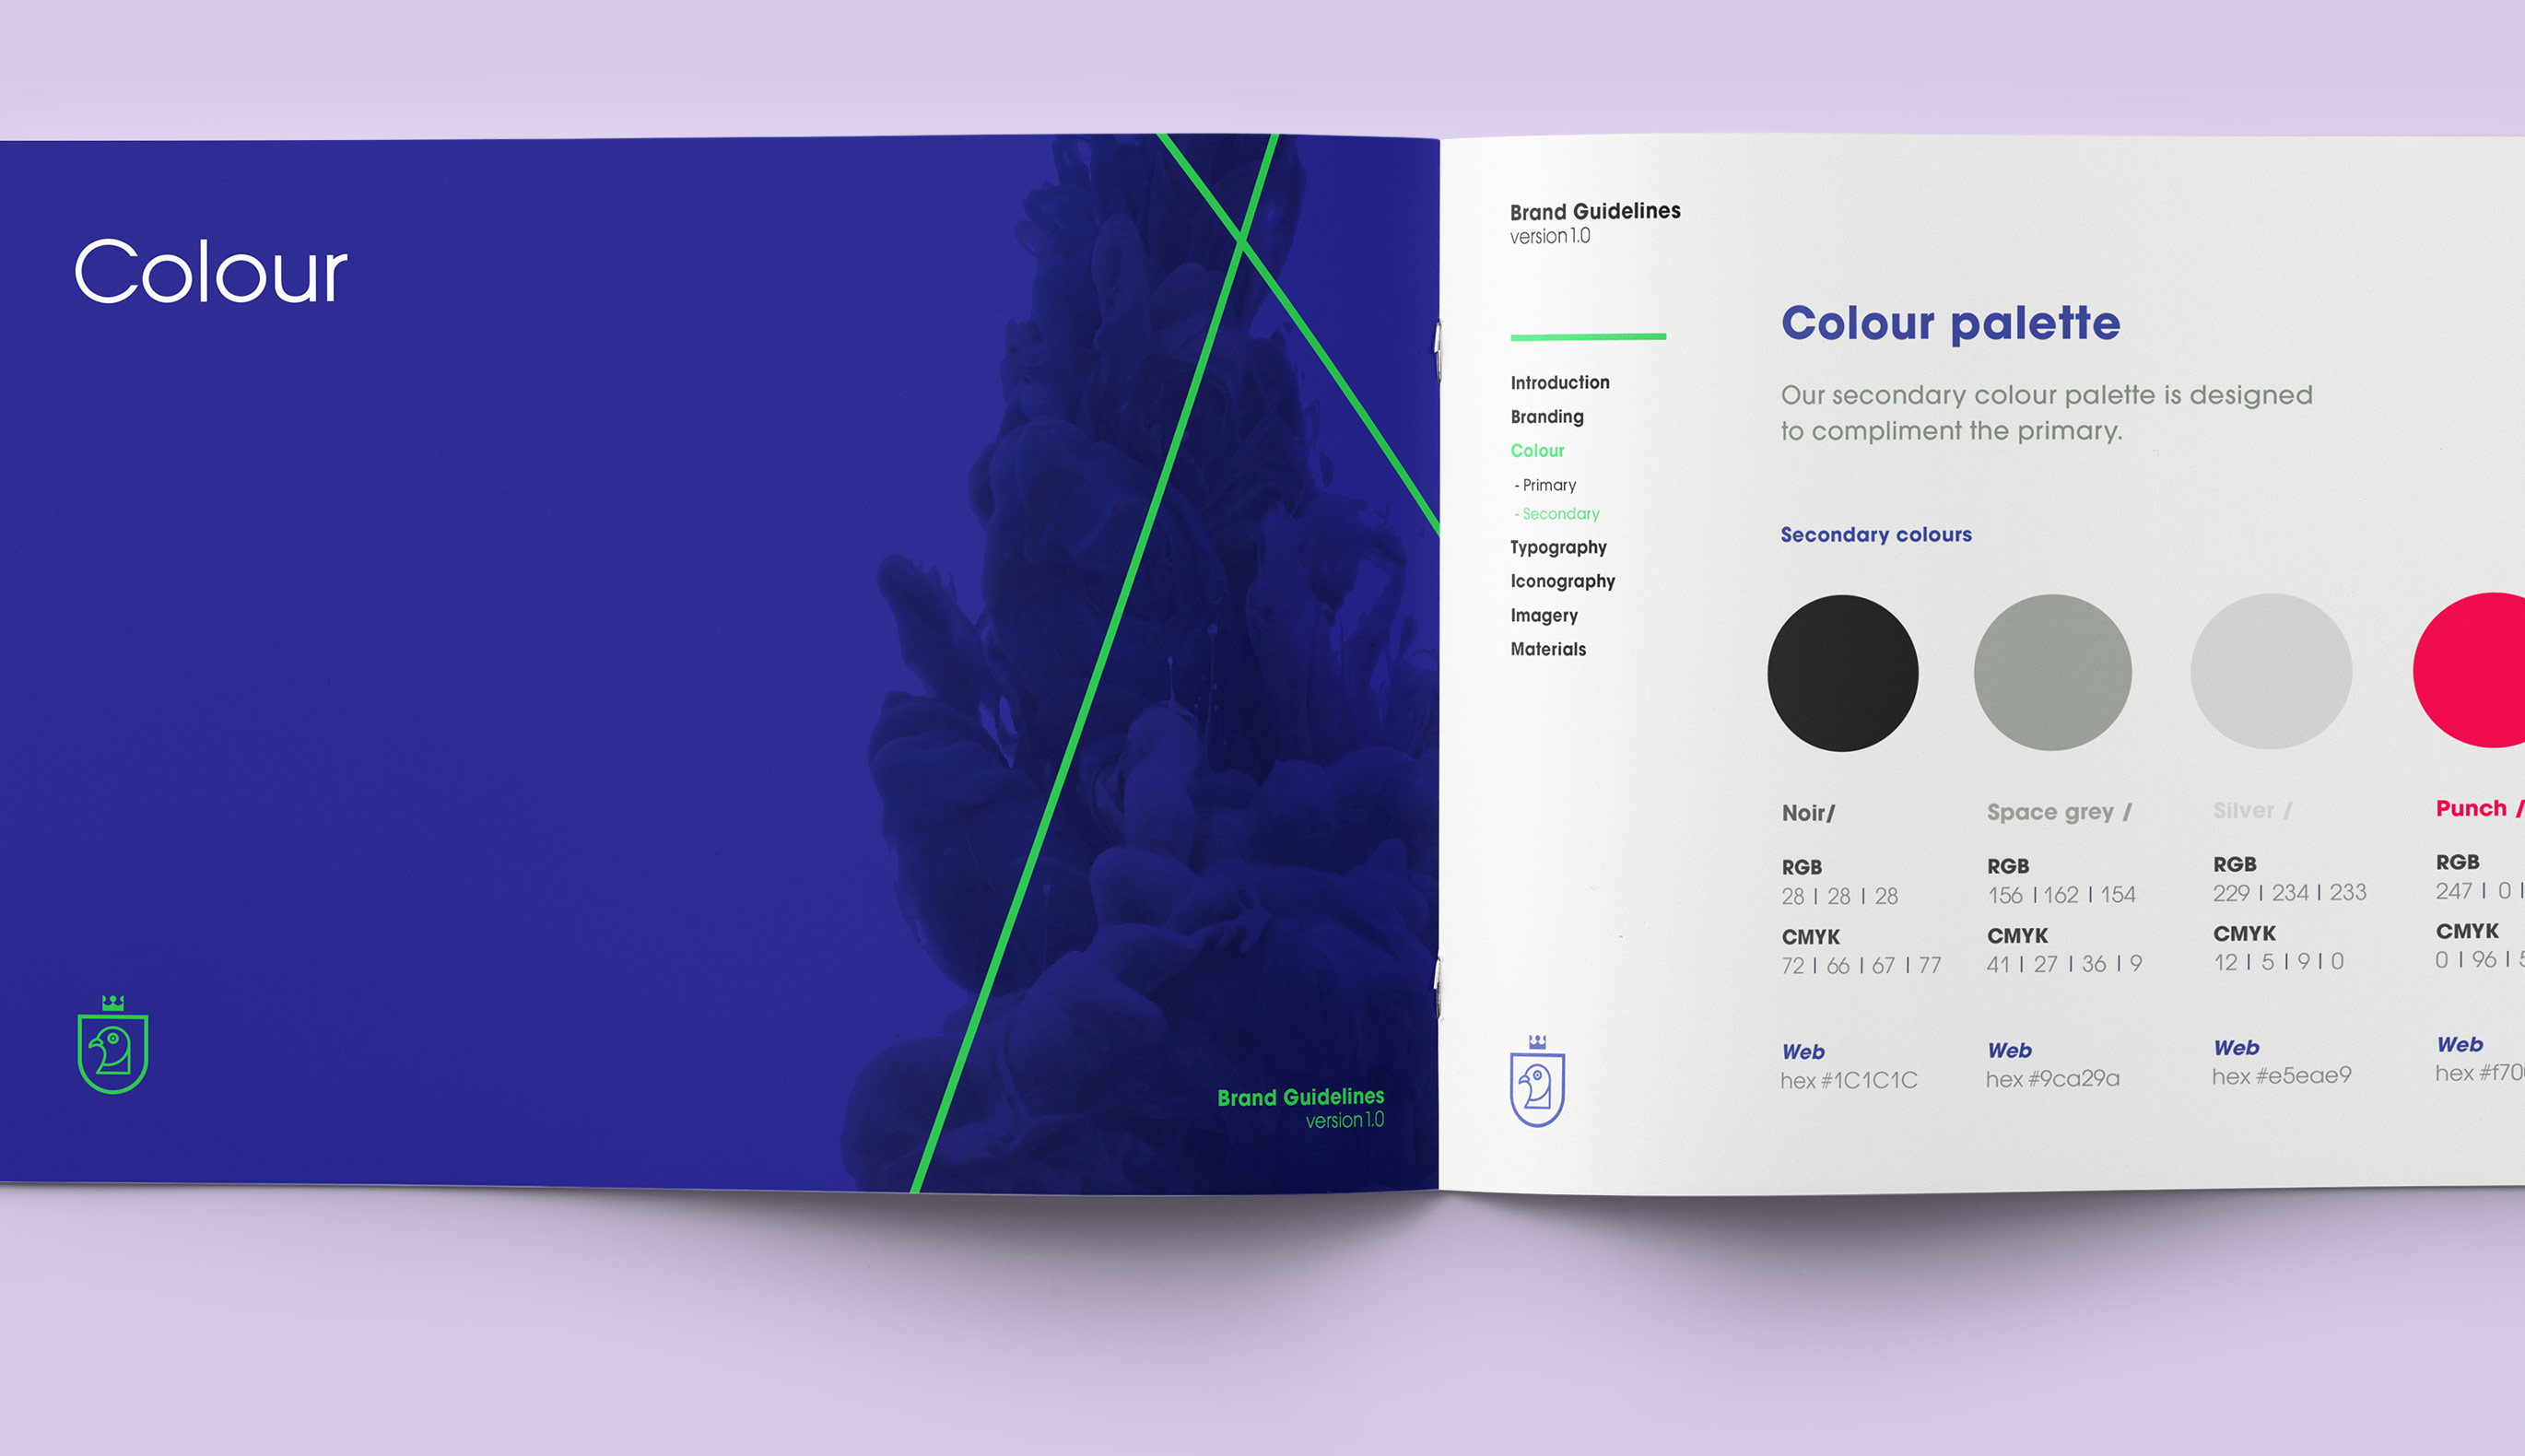 Colour
Brand Guidelines
version 1.0
Brand Guidelines
version 1.0
Introduction
Branding
Colour
- Primary
- Secondary
Typography
Iconography
Imagery
Materials
Colour palette
Our secondary colour palette is designed
to compliment the primary.
Secondary colours
Noir/
RGB
28 | 28 | 28
CMYK
72 | 66 | 67 | 77
Web
hex #1C1C1C
Space grey /
RGB
156 | 162 | 154
CMYK
41 | 27 | 36 | 9
Web
hex #9ca29a
Silver /
RGB
229 | 234 | 233
CMYK
12 | 5 | 9 | 0
Web
hex #e5eae9
Punch /
RGB
247 | 0 |
CMYK
0 | 96 |
Web
hex